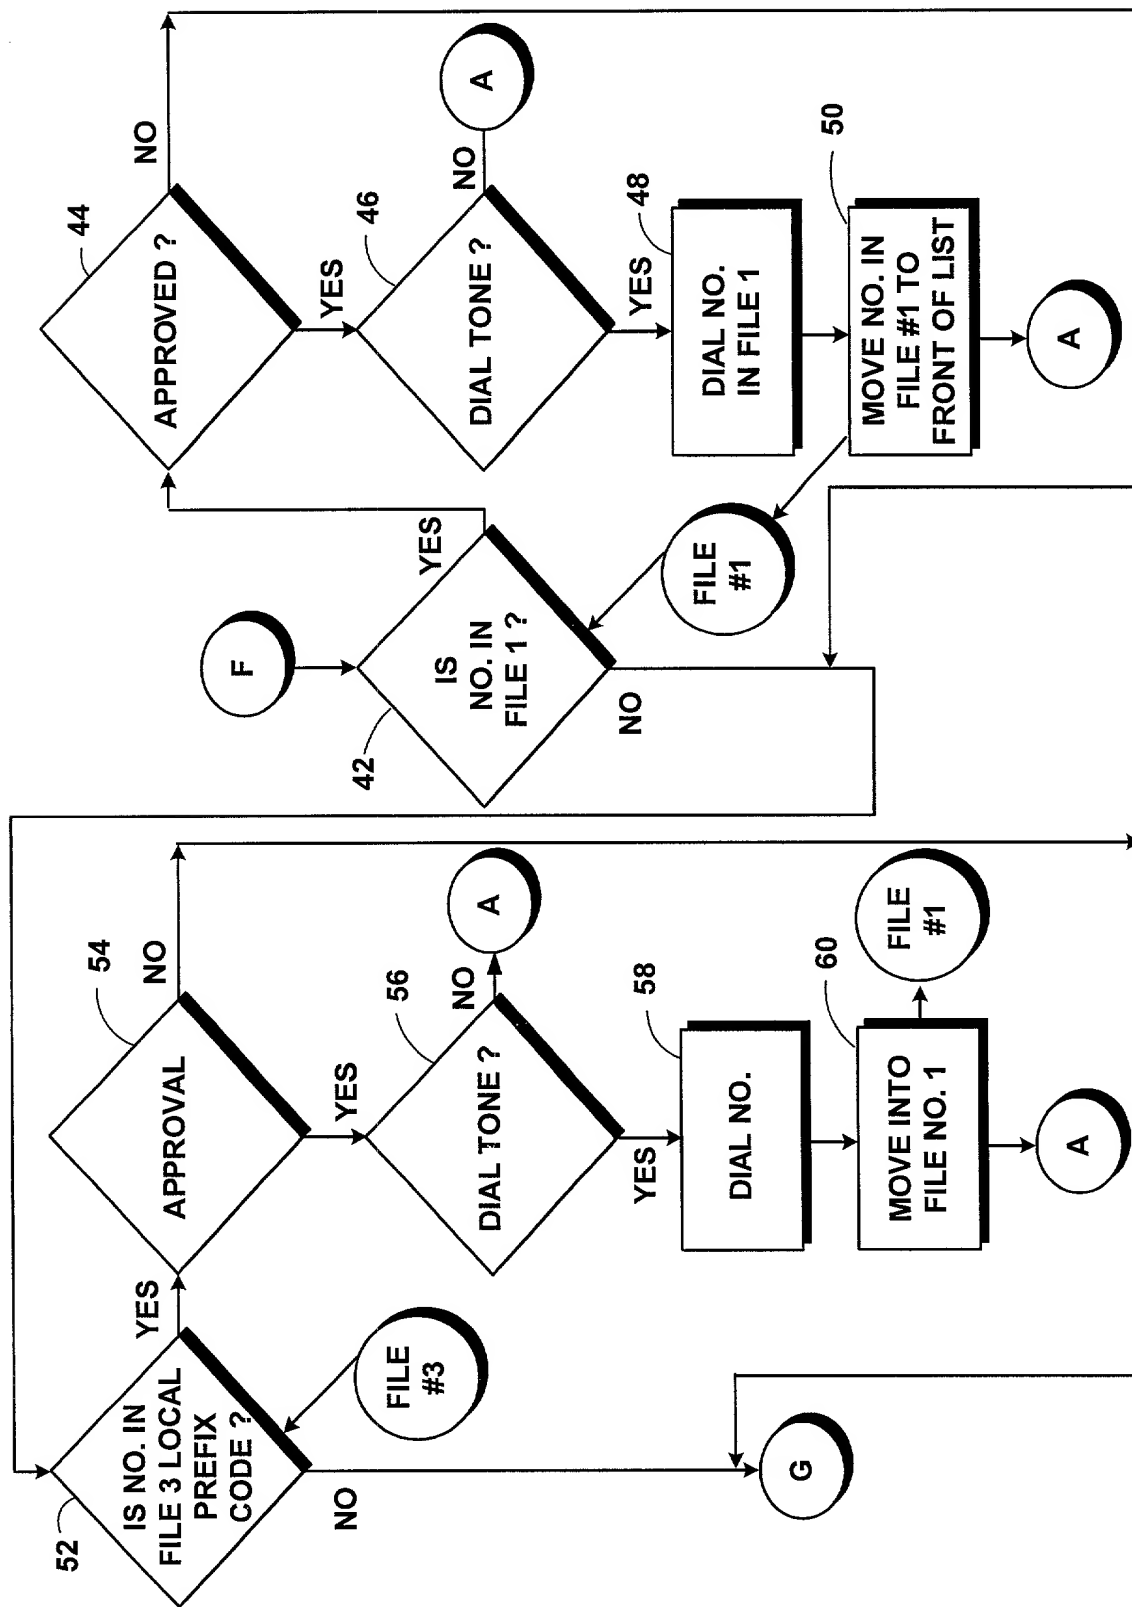 F
42
IS
NO. IN
FILE 1 ?
YES
NO
FILE
#1
44
APPROVED ?
NO
YES
46
DIAL TONE ?
NO
A
YES
48
DIAL NO.
IN FILE 1
50
MOVE NO. IN
FILE #1 TO
FRONT OF LIST
A
52
IS NO. IN
FILE 3 LOCAL
PREFIX
CODE ?
YES
NO
FILE
#3
G
54
APPROVAL
NO
YES
56
DIAL TONE ?
NO
A
YES
58
DIAL NO.
60
MOVE INTO
FILE NO. 1
FILE
#1
A